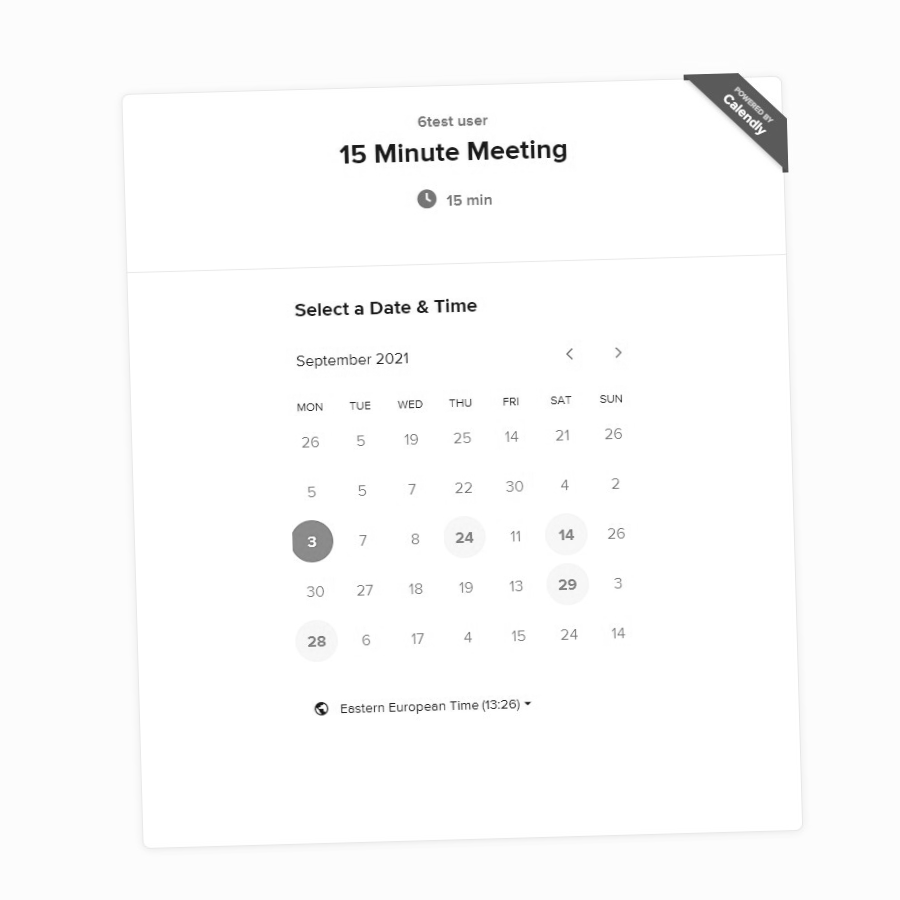 POWERED BY
Calendly
6test user
15 Minute Meeting
15 min
Select a Date & Time
September 2021
MON TUE WED THU FRI SAT SUN
26 5 19 25 14 21 26
5 5 7 22 30 4 2
3 7 8 24 11 14 26
30 27 18 19 13 29 3
28 6 17 4 15 24 14
Eastern European Time (13:26)